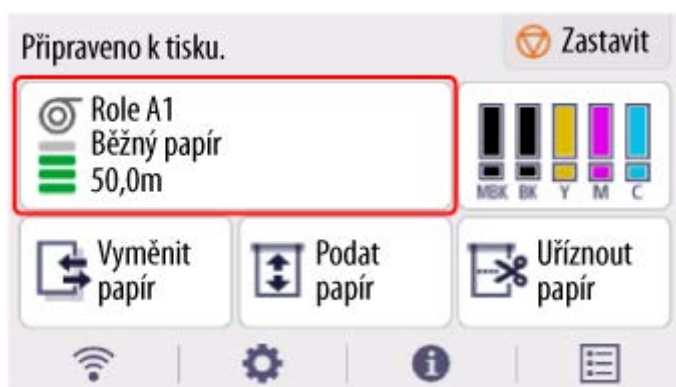 Připraveno k tisku.
Zastavit
Role A1
Běžný papír
50,0m
MBK BK Y M C
Vyměnit
papír
Podat
papír
Uříznout
papír